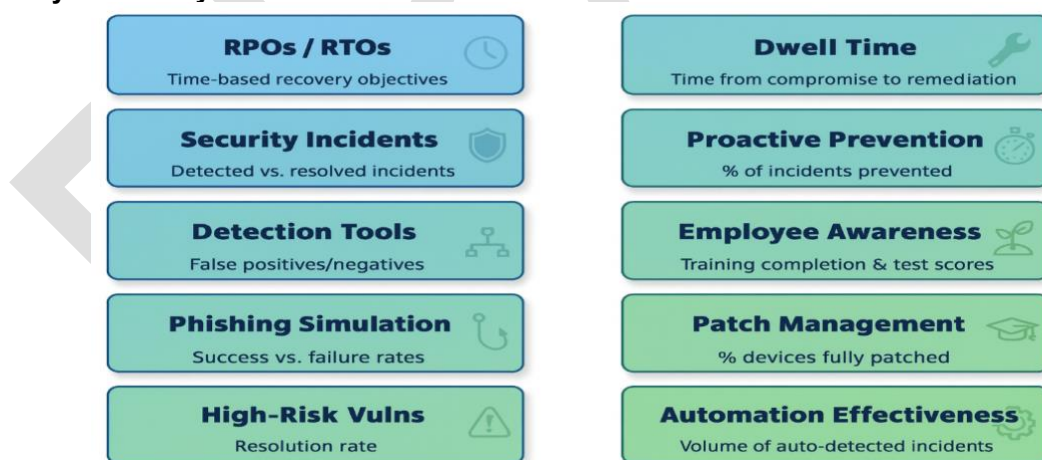 RPOs / RTOs
Time-based recovery objectives
Security Incidents
Detected vs. resolved incidents
Detection Tools
False positives/negatives
Phishing Simulation
Success vs. failure rates
High-Risk Vulns
Resolution rate
Dwell Time
Time from compromise to remediation
Proactive Prevention
% of incidents prevented
Employee Awareness
Training completion & test scores
Patch Management
% devices fully patched
Automation Effectiveness
Volume of auto-detected incidents